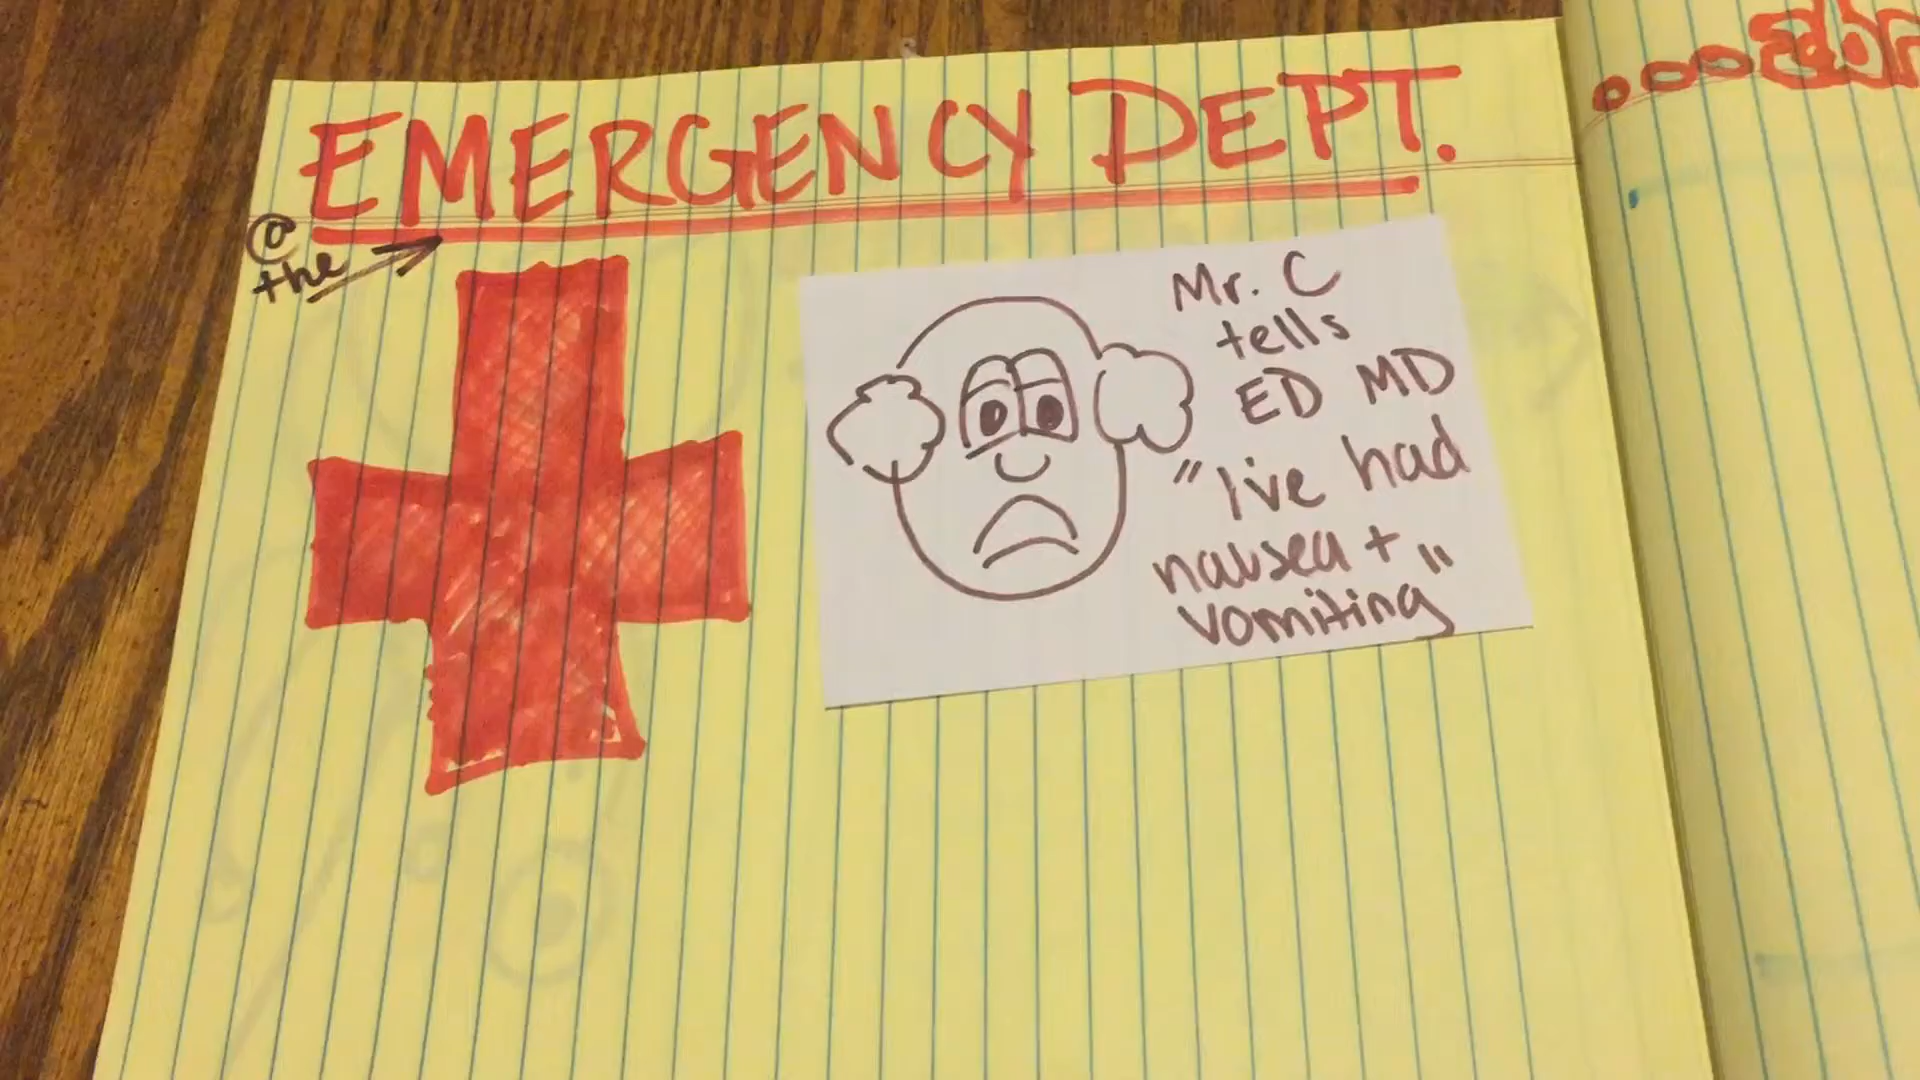 EMERGENCY DEPT.
@
the
Mr. C
tells
ED MD
"I've had
nausea +
vomiting"